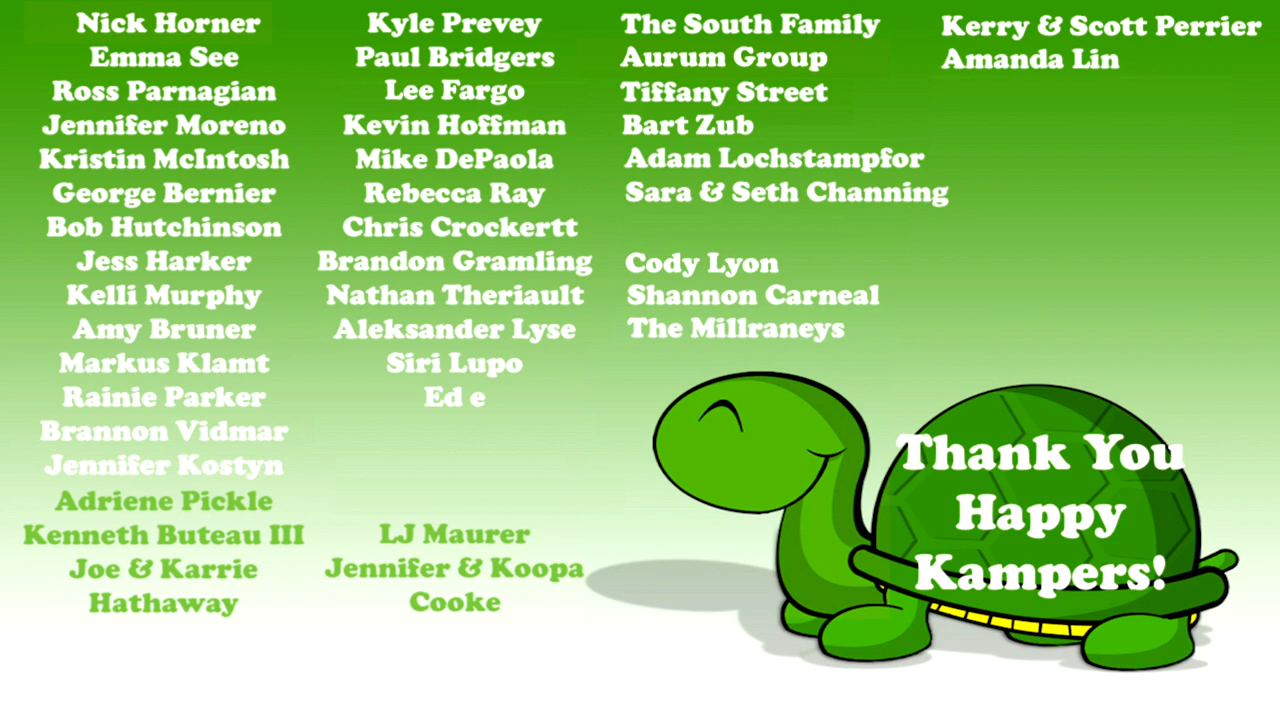 Nick Horner
Emma See
Ross Parnagian
Jennifer Moreno
Kristin McIntosh
George Bernier
Bob Hutchinson
Jess Harker
Kelli Murphy
Amy Bruner
Markus Klamt
Rainie Parker
Brannon Vidmar
Jennifer Kostyn
Adriene Pickle
Kenneth Buteau III
Joe & Karrie
Hathaway
Kyle Prevey
Paul Bridgers
Lee Fargo
Kevin Hoffman
Mike DePaola
Rebecca Ray
Chris Crockertt
Brandon Gramling
Nathan Theriault
Aleksander Lyse
Siri Lupo
Ed e
LJ Maurer
Jennifer & Koopa
Cooke
The South Family
Aurum Group
Tiffany Street
Bart Zub
Adam Lochstampfor
Sara & Seth Channing
Cody Lyon
Shannon Carneal
The Millraneys
Kerry & Scott Perrier
Amanda Lin
Thank You
Happy
Kampers!